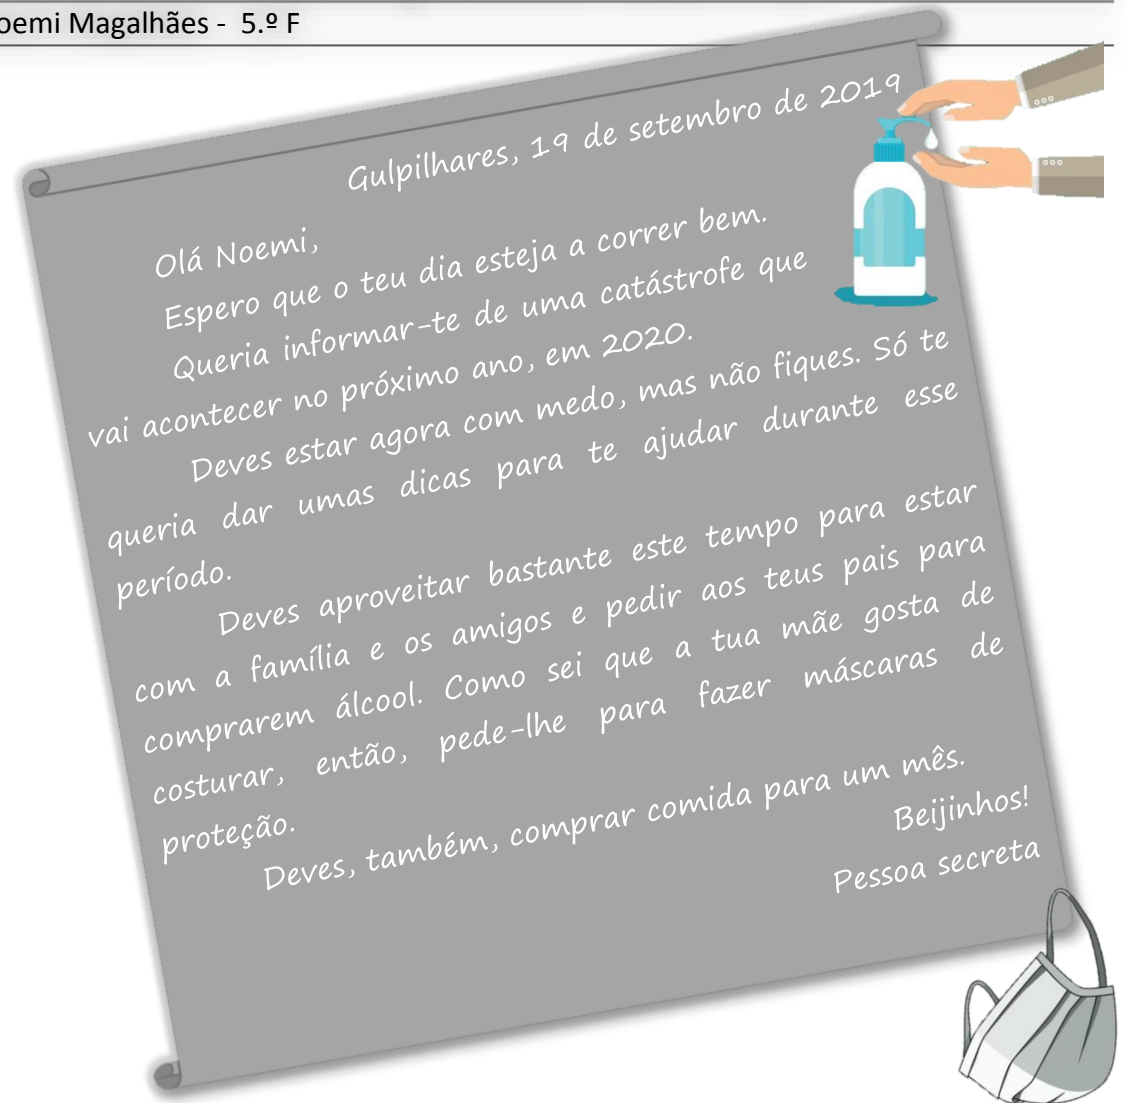 oemi Magalhães - 5.º F
Gulpilhares, 19 de setembro de 2019
Olá Noemi,
Espero que o teu dia esteja a correr bem.
Queria informar-te de uma catástrofe que
vai acontecer no próximo ano, em 2020.
Deves estar agora com medo, mas não fiques. Só te
queria dar umas dicas para te ajudar durante esse
período.
Deves aproveitar bastante este tempo para estar
com a família e os amigos e pedir aos teus pais para
comprarem álcool. Como sei que a tua mãe gosta de
costurar, então, pede-lhe para fazer máscaras de
proteção.
Deves, também, comprar comida para um mês.
Beijinhos!
Pessoa secreta